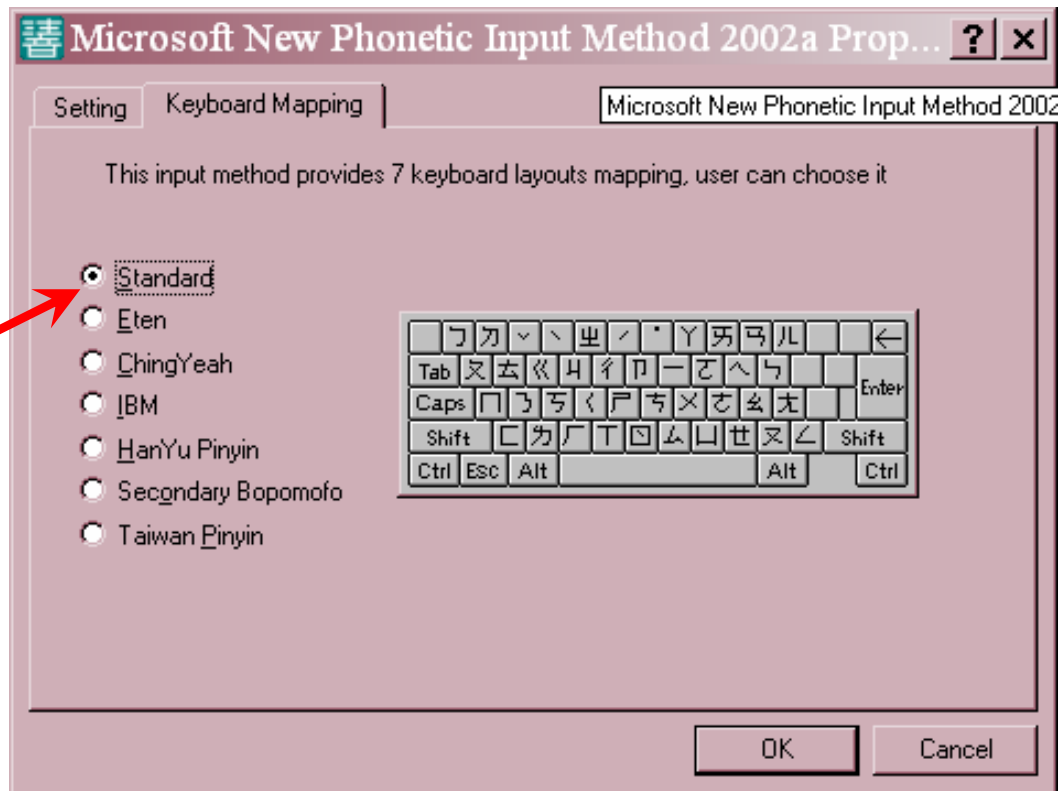 Microsoft New Phonetic Input Method 2002a Prop...
Setting
Keyboard Mapping
Microsoft New Phonetic Input Method 2002
This input method provides 7 keyboard layouts mapping, user can choose it
Standard
Eten
ChingYeah
IBM
HanYu Pinyin
Secondary Bopomofo
Taiwan Pinyin
ㄅ ㄉ ˇ ˋ ㄓ ˊ ˙ ㄚ ㄞ ㄢ ㄦ ←
Tab ㄆ ㄊ ㄍ ㄐ ㄔ ㄗ 一 ㄛ ㄟ ㄣ Enter
Caps ㄇ ㄋ ㄎ ㄑ ㄕ ㄘ ㄨ ㄜ ㄠ ㄤ
Shift ㄈ ㄌ ㄏ ㄒ ㄖ ㄙ ㄩ ㄝ ㄡ ㄥ Shift
Ctrl Esc Alt Alt Ctrl
OK
Cancel